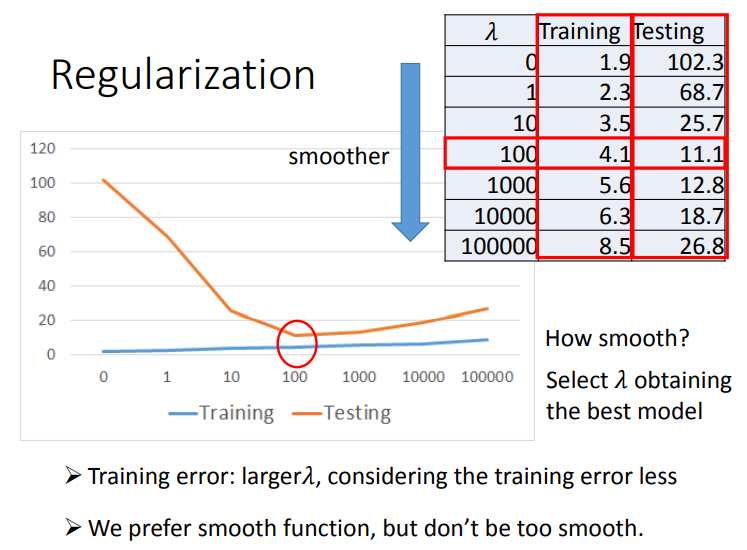 Regularization
smoother
λ Training Testing
0 1.9 102.3
1 2.3 68.7
10 3.5 25.7
100 4.1 11.1
1000 5.6 12.8
10000 6.3 18.7
100000 8.5 26.8
120
100
80
60
40
20
0
0 1 10 100 1000 10000 100000
Training Testing
How smooth?
Select λ obtaining
the best model
➢ Training error: largerλ, considering the training error less
➢ We prefer smooth function, but don’t be too smooth.